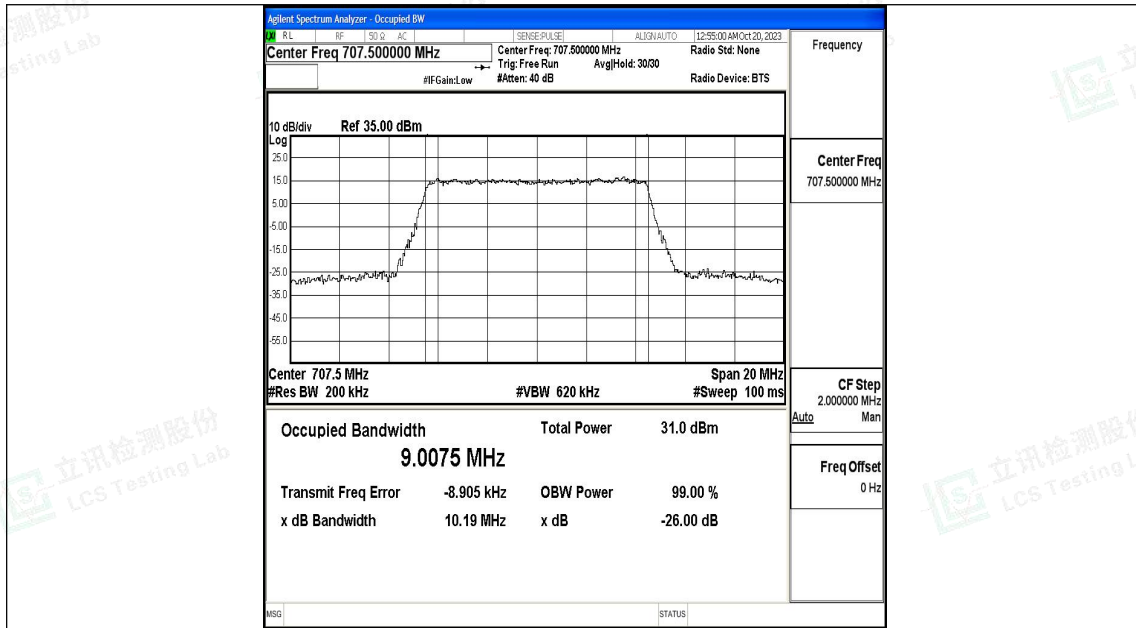 Agilent Spectrum Analyzer - Occupied BW
RL RF 50 Ω AC SENSE:PULSE ALIGNAUTO 12:55:00 AM Oct 20, 2023
Center Freq 707.500000 MHz
Center Freq: 707.500000 MHz
Radio Std: None
Trig: Free Run Avg|Hold: 30/30
#IFGain:Low
#Atten: 40 dB
Radio Device: BTS
10 dB/div Ref 35.00 dBm
Log
25.0
15.0
5.00
-5.00
-15.0
-25.0
-35.0
-45.0
-55.0
Center 707.5 MHz Span 20 MHz
#Res BW 200 kHz #VBW 620 kHz #Sweep 100 ms
Occupied Bandwidth Total Power 31.0 dBm
9.0075 MHz
Transmit Freq Error -8.905 kHz OBW Power 99.00 %
x dB Bandwidth 10.19 MHz x dB -26.00 dB
MSG STATUS
Frequency
Center Freq
707.500000 MHz
CF Step
2.000000 MHz
Auto Man
Freq Offset
0 Hz
立讯检测股份
LCS Testing Lab
立讯检测股份
LCS Testing L